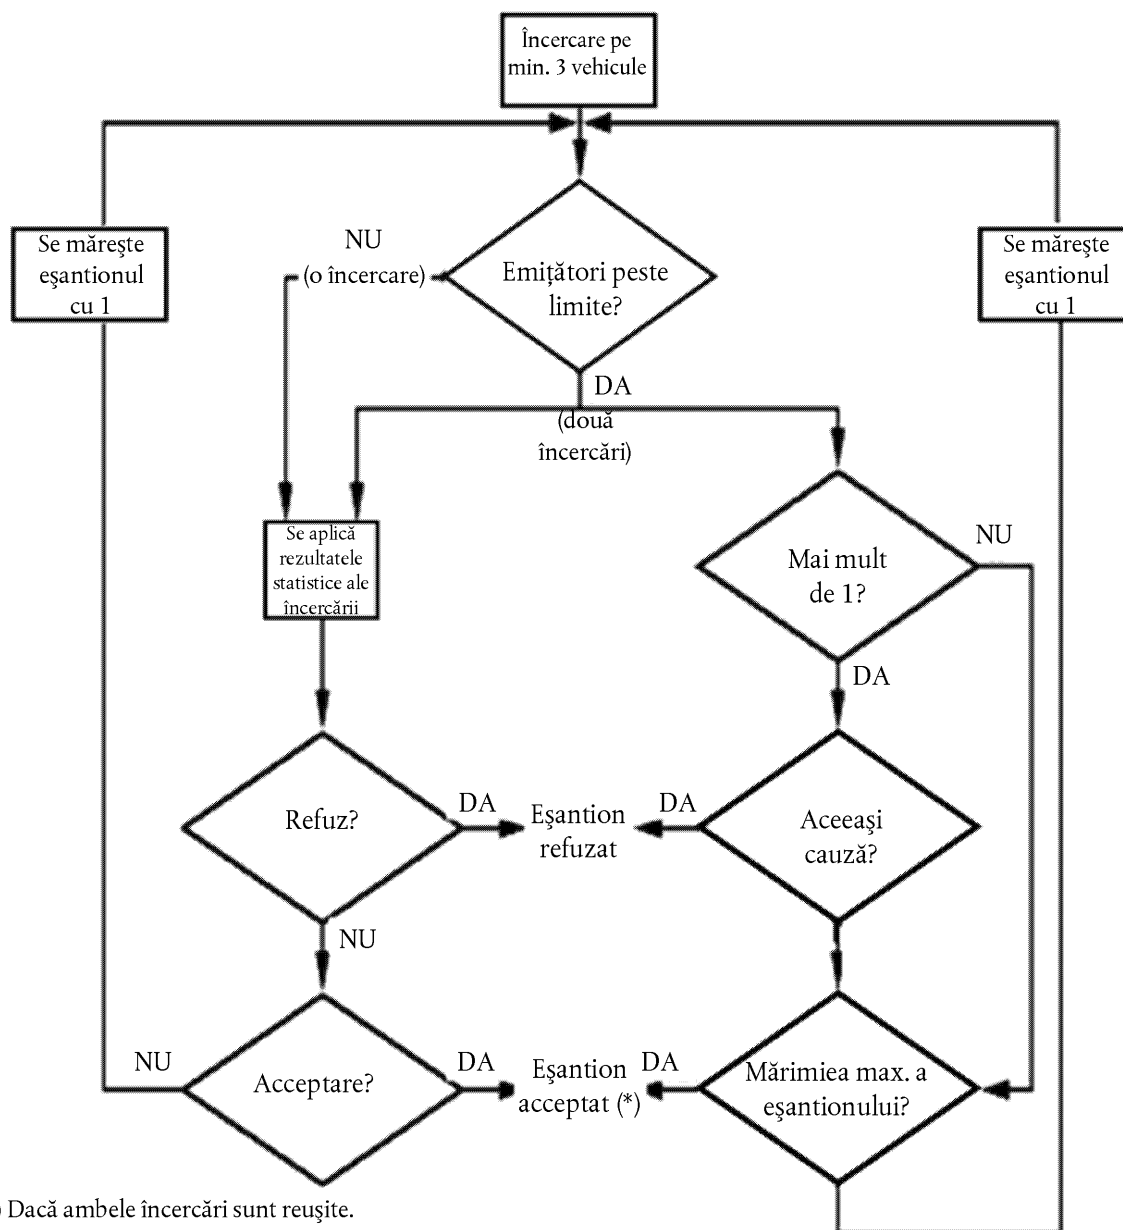 Încercare pe
min. 3 vehicule
Se măreşte
eşantionul
cu 1
NU
(o încercare)
Emiţători peste
limite?
Se măreşte
eşantionul
cu 1
DA
(două
încercări)
Se aplică
rezultatele
statistice ale
încercării
Mai mult
de 1?
NU
DA
Refuz?
DA
Eşantion
refuzat
DA
Aceeaşi
cauză?
NU
NU
Acceptare?
DA
Eşantion
acceptat (*)
DA
Mărimiea max. a
eşantionului?
) Dacă ambele încercări sunt reuşite.